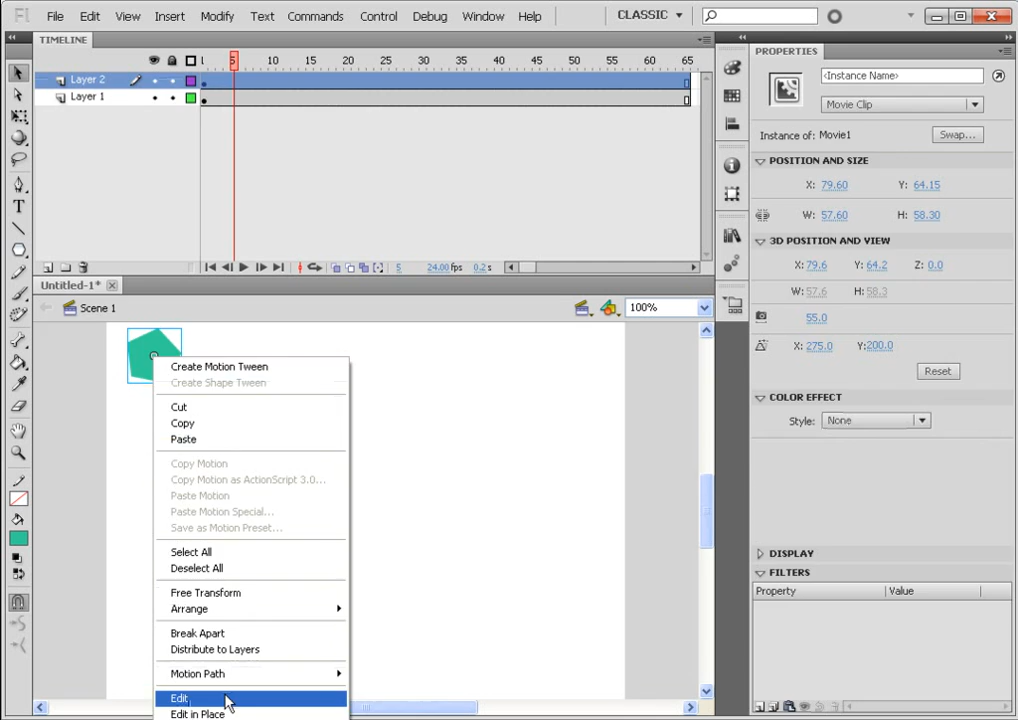 Fl File Edit View Insert Modify Text Commands Control Debug Window Help CLASSIC
TIMELINE
5 10 15 20 25 30 35 40 45 50 55 60 65
Layer 2
Layer 1
5 24.00 fps 0.2 s
Untitled-1*
Scene 1 100%
Create Motion Tween
Create Shape Tween
Cut
Copy
Paste
Copy Motion
Copy Motion as ActionScript 3.0...
Paste Motion
Paste Motion Special...
Save as Motion Preset...
Select All
Deselect All
Free Transform
Arrange
Break Apart
Distribute to Layers
Motion Path
Edit
Edit in Place
PROPERTIES
<Instance Name>
Movie Clip
Instance of: Movie1 Swap...
POSITION AND SIZE
X: 79.60 Y: 64.15
W: 57.60 H: 58.30
3D POSITION AND VIEW
X: 79.6 Y: 64.2 Z: 0.0
W: 57.6 H: 58.3
55.0
X: 275.0 Y: 200.0
Reset
COLOR EFFECT
Style: None
DISPLAY
FILTERS
Property Value